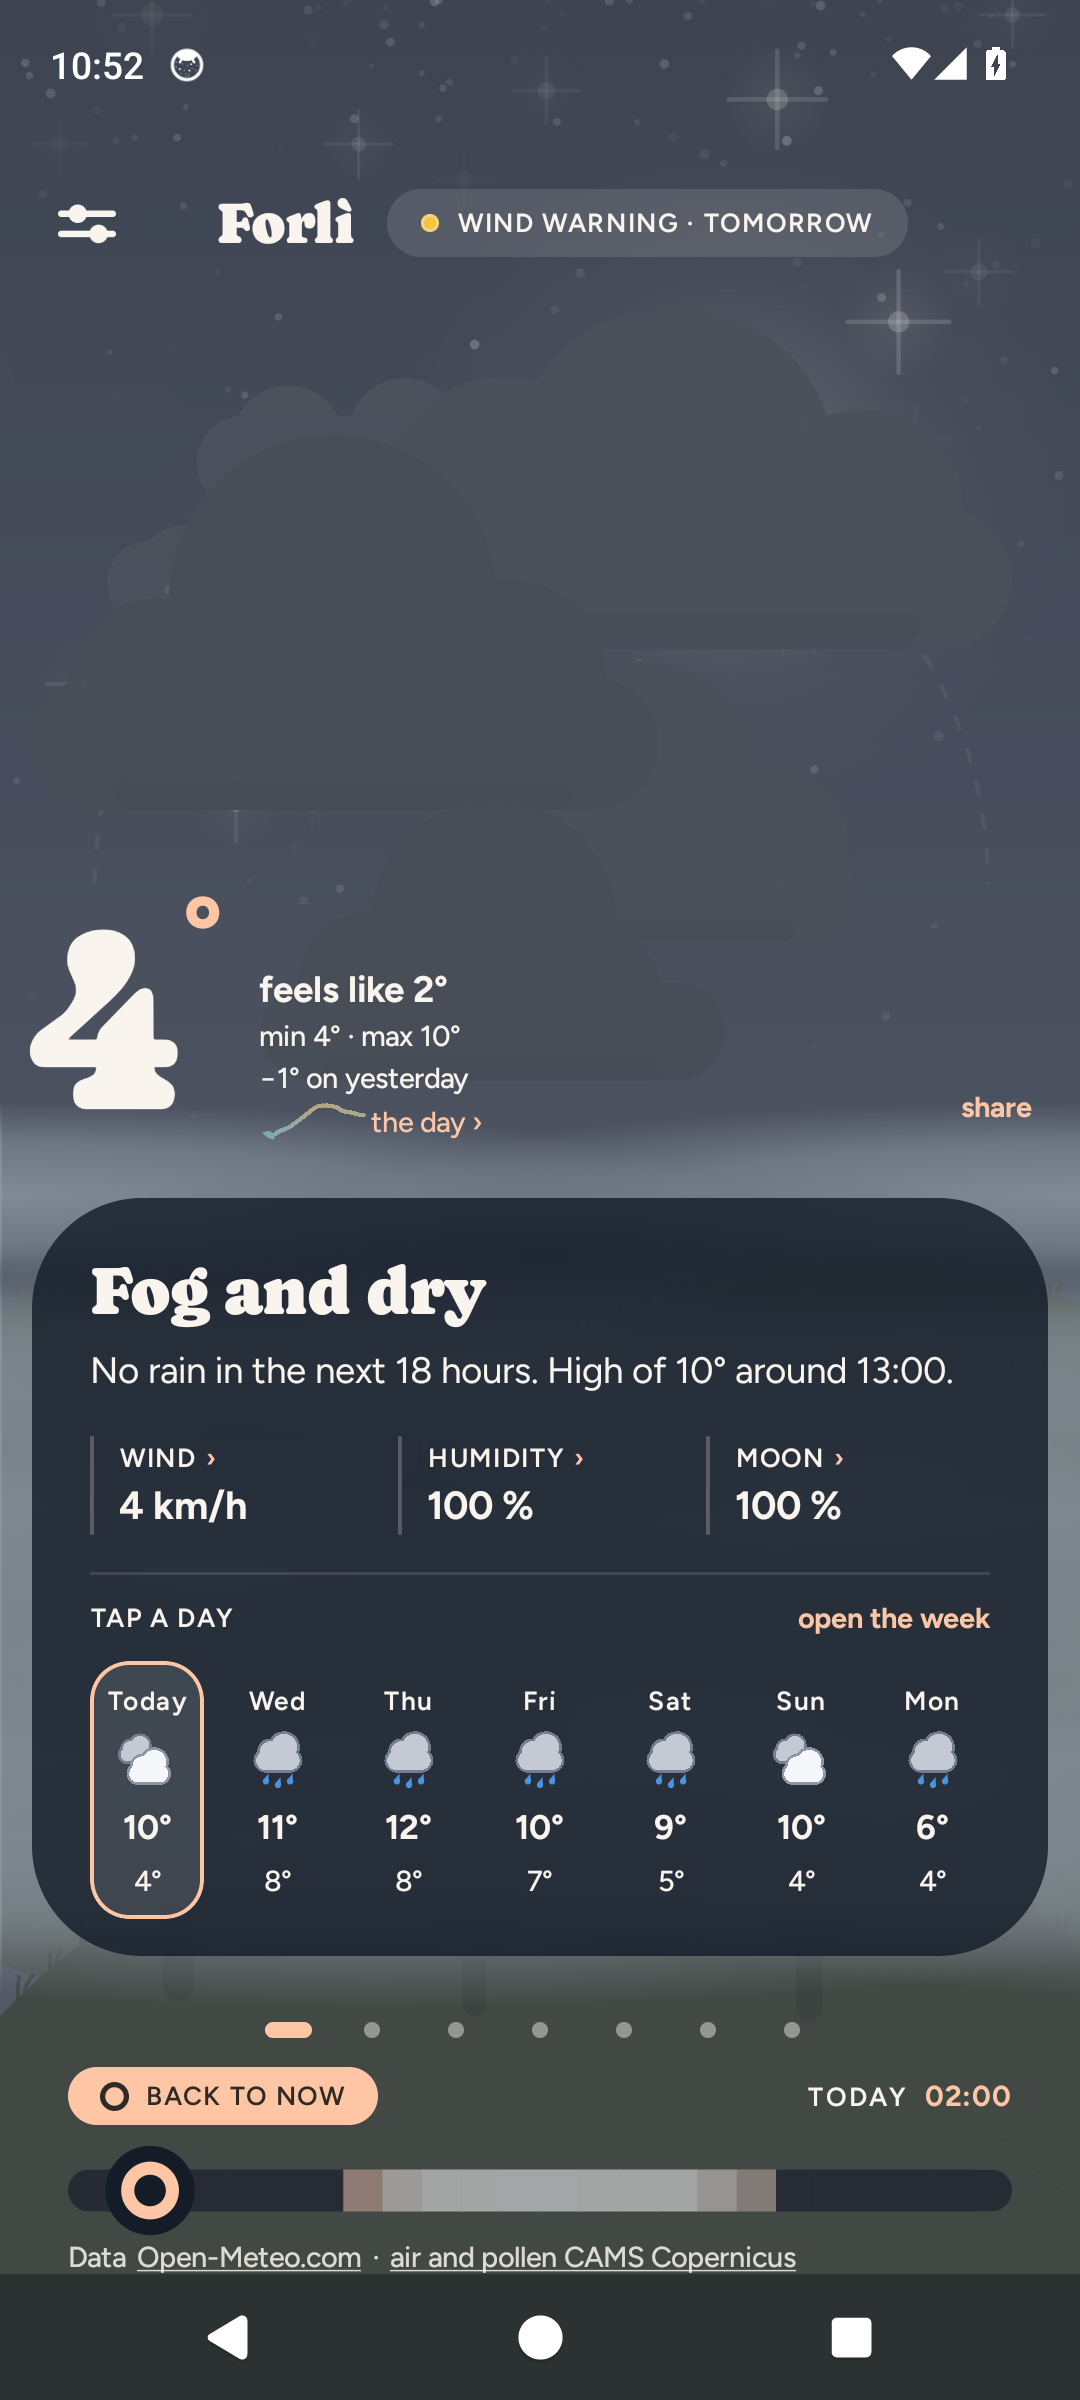 10:52
Forlì
WIND WARNING · TOMORROW
4°
feels like 2°
min 4° · max 10°
−1° on yesterday
the day ›
share
Fog and dry
No rain in the next 18 hours. High of 10° around 13:00.
WIND › HUMIDITY › MOON ›
4 km/h 100 % 100 %
TAP A DAY open the week
Today Wed Thu Fri Sat Sun Mon
10° 11° 12° 10° 9° 10° 6°
4° 8° 8° 7° 5° 4° 4°
BACK TO NOW TODAY 02:00
Data Open-Meteo.com · air and pollen CAMS Copernicus